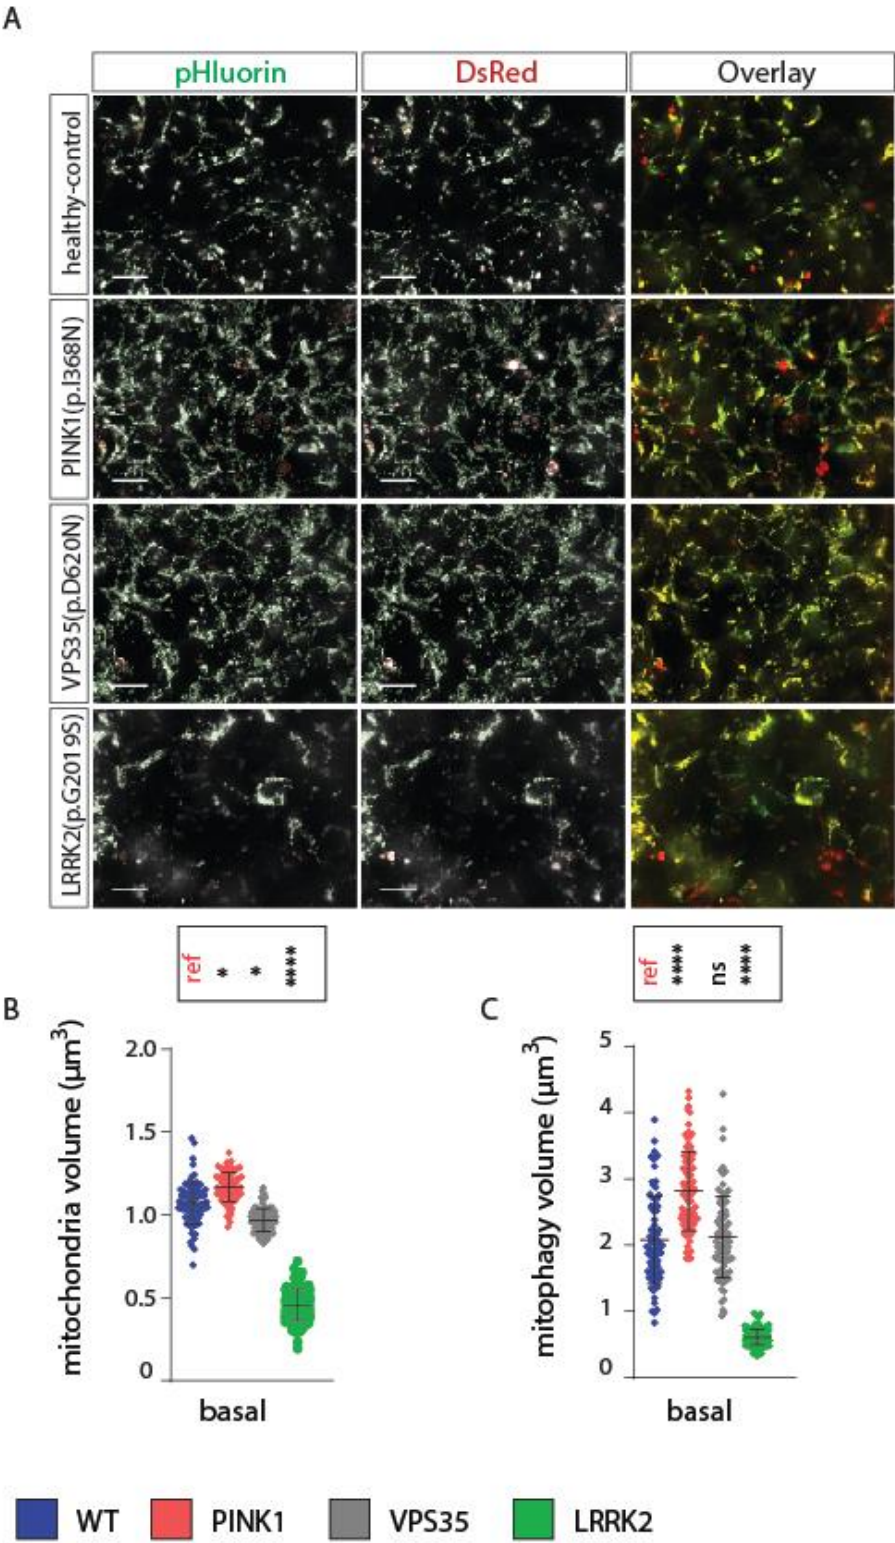 A
pHluorin DsRed Overlay
healthy-control
PINK1(p.I368N)
VPS35(p.D620N)
LRRK2(p.G2019S)
ref * * ****
ref **** ns ****
B
mitochondria volume (μm³)
2.0
1.5
1.0
0.5
0
basal
C
mitophagy volume (μm³)
5
4
3
2
1
0
basal
WT PINK1 VPS35 LRRK2